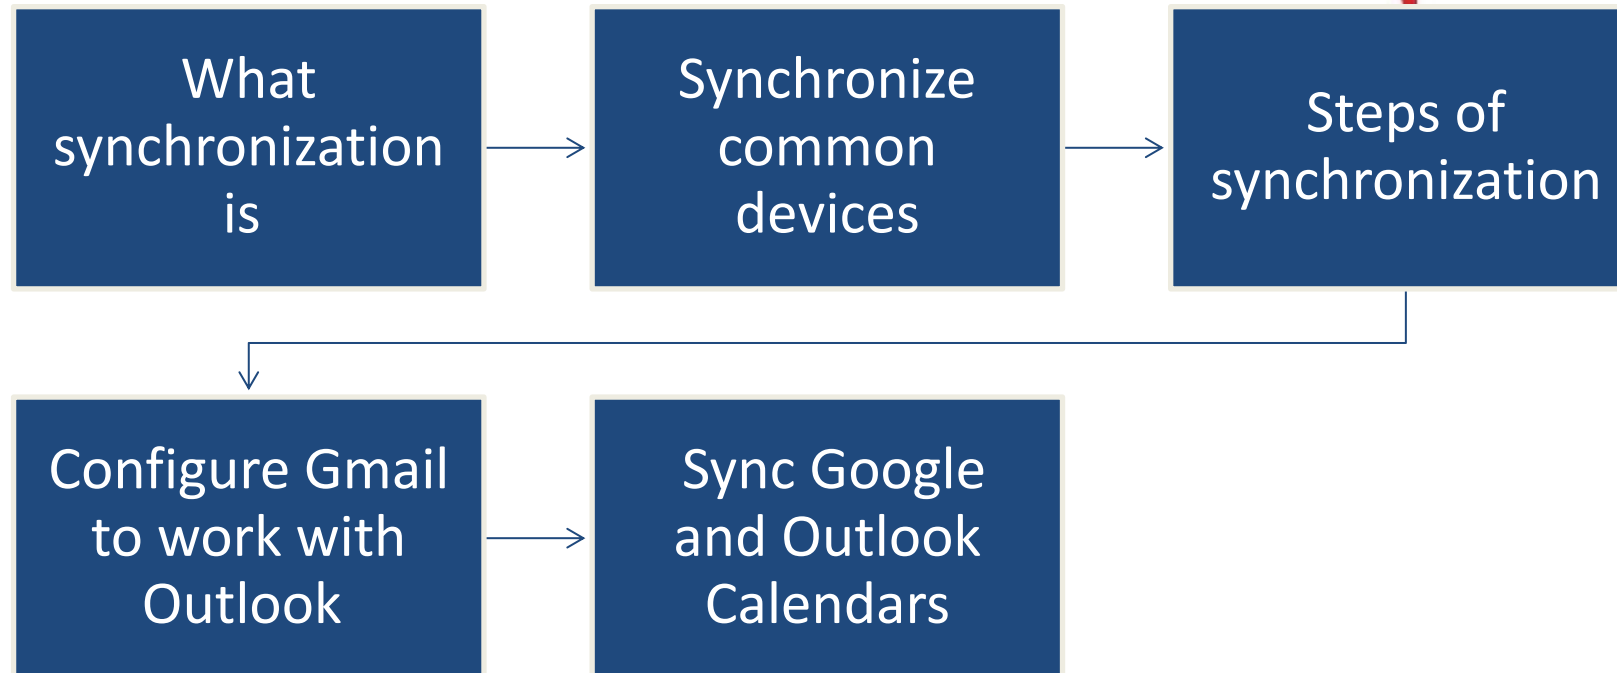 What
synchronization
is
Synchronize
common
devices
Steps of
synchronization
Configure Gmail
to work with
Outlook
Sync Google
and Outlook
Calendars